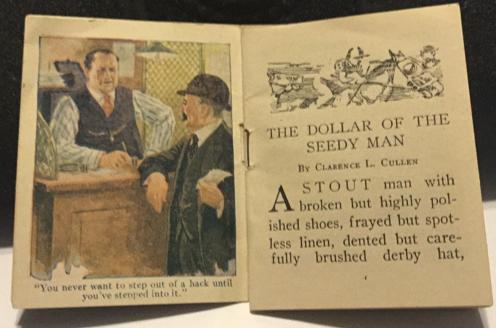 "You never want to step out of a hack until
you've stepped into it."
THE DOLLAR OF THE
SEEDY MAN
By Clarence L. Cullen
A STOUT man with
broken but highly pol-
ished shoes, frayed but spot-
less linen, dented but care-
fully brushed derby hat,